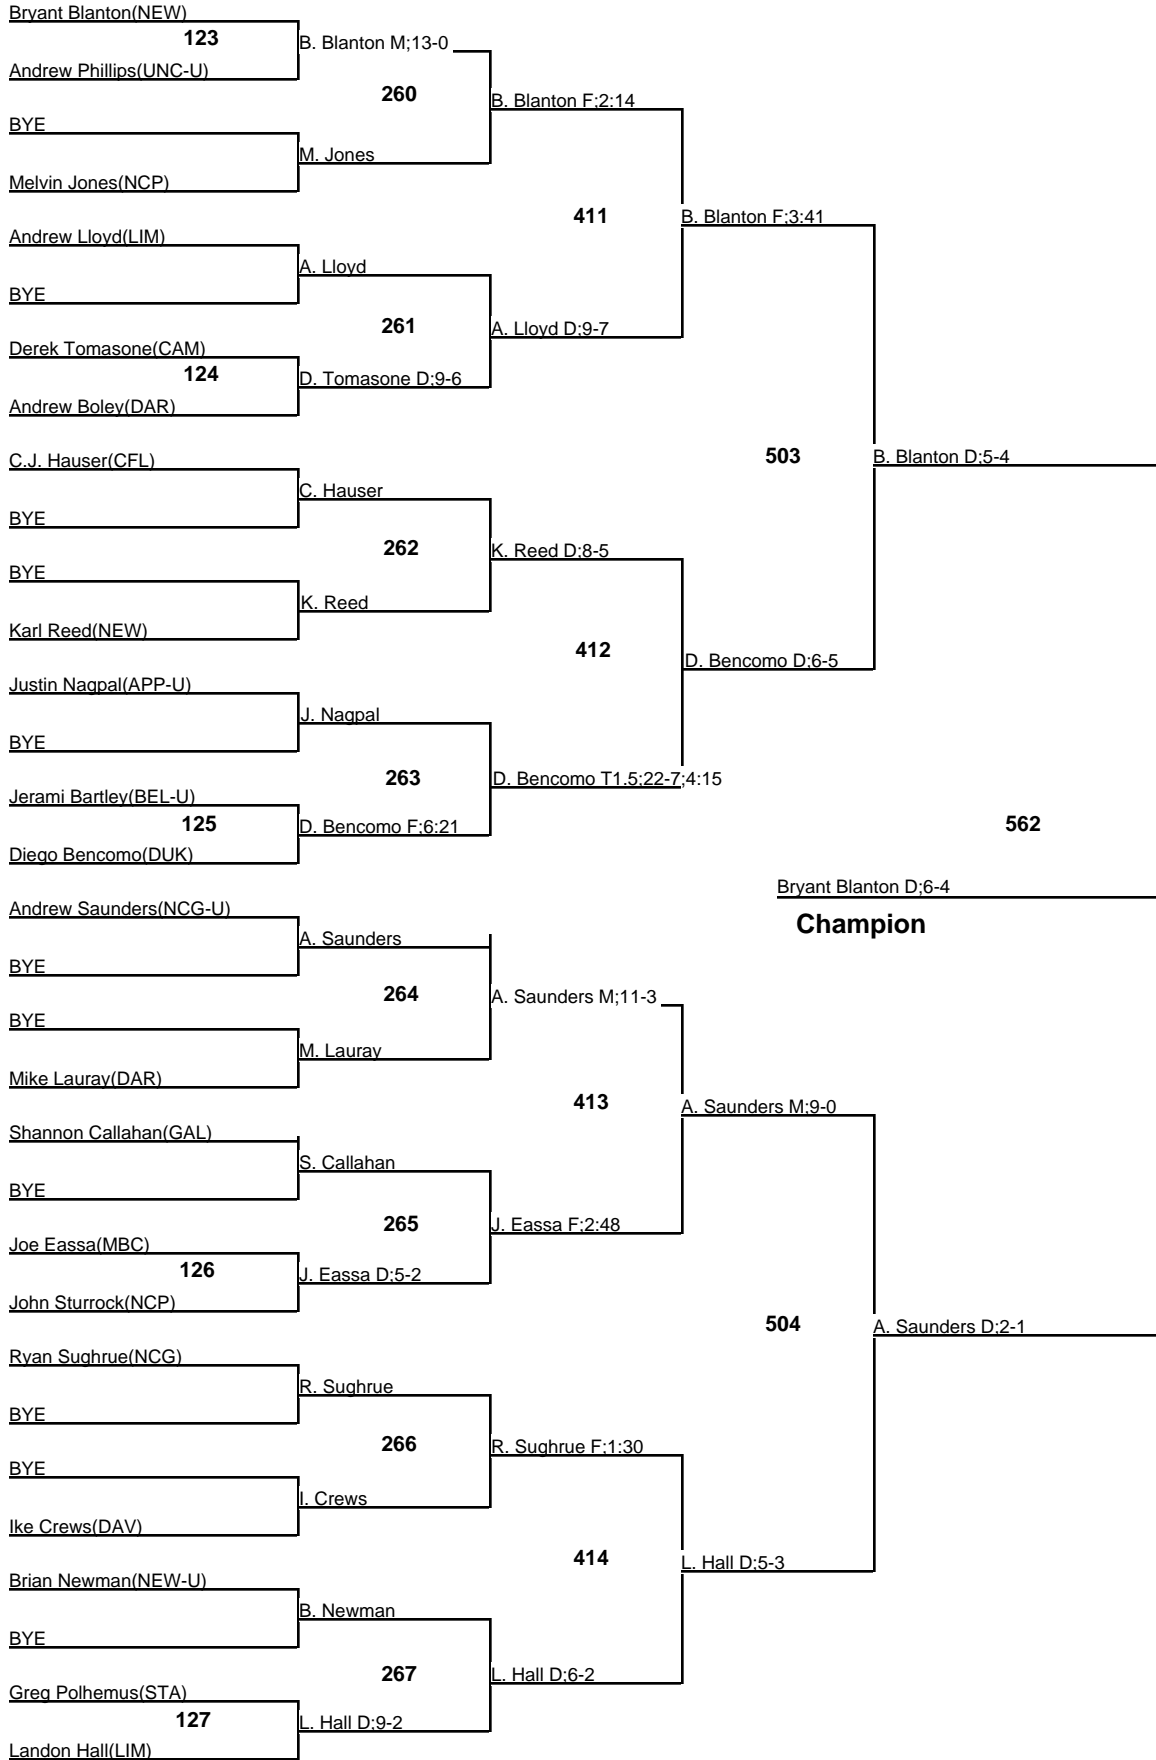 Bryant Blanton(NEW)
123
B. Blanton M;13-0
Andrew Phillips(UNC-U)
260
B. Blanton F;2:14
BYE
M. Jones
Melvin Jones(NCP)
411
B. Blanton F;3:41
Andrew Lloyd(LIM)
A. Lloyd
BYE
261
A. Lloyd D;9-7
Derek Tomasone(CAM)
124
D. Tomasone D;9-6
Andrew Boley(DAR)
503
B. Blanton D;5-4
C.J. Hauser(CFL)
C. Hauser
BYE
262
K. Reed D;8-5
BYE
K. Reed
Karl Reed(NEW)
412
D. Bencomo D;6-5
Justin Nagpal(APP-U)
J. Nagpal
BYE
263
D. Bencomo T1.5;22-7;4:15
Jerami Bartley(BEL-U)
125
D. Bencomo F;6:21
Diego Bencomo(DUK)
562
Bryant Blanton D;6-4
Champion
Andrew Saunders(NCG-U)
A. Saunders
BYE
264
A. Saunders M;11-3
BYE
M. Lauray
Mike Lauray(DAR)
413
A. Saunders M;9-0
Shannon Callahan(GAL)
S. Callahan
BYE
265
J. Eassa F;2:48
Joe Eassa(MBC)
126
J. Eassa D;5-2
John Sturrock(NCP)
504
A. Saunders D;2-1
Ryan Sughrue(NCG)
R. Sughrue
BYE
266
R. Sughrue F;1:30
BYE
I. Crews
Ike Crews(DAV)
414
L. Hall D;5-3
Brian Newman(NEW-U)
B. Newman
BYE
267
L. Hall D;6-2
Greg Polhemus(STA)
127
L. Hall D;9-2
Landon Hall(LIM)